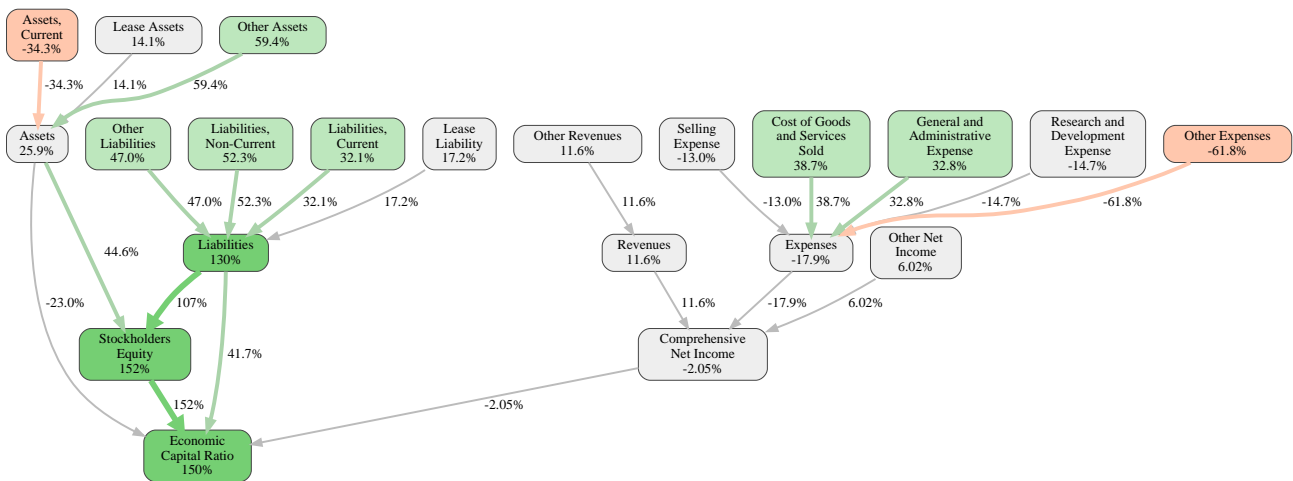 Assets,
Current
-34.3%
Lease Assets
14.1%
Other Assets
59.4%
-34.3%
14.1%
59.4%
Assets
25.9%
Other
Liabilities
47.0%
Liabilities,
Non-Current
52.3%
Liabilities,
Current
32.1%
Lease
Liability
17.2%
Other Revenues
11.6%
Selling
Expense
-13.0%
Cost of Goods
and Services
Sold
38.7%
General and
Administrative
Expense
32.8%
Research and
Development
Expense
-14.7%
Other Expenses
-61.8%
47.0%
52.3%
32.1%
17.2%
11.6%
-13.0%
38.7%
32.8%
-14.7%
-61.8%
Liabilities
130%
Revenues
11.6%
Expenses
-17.9%
Other Net
Income
6.02%
44.6%
-23.0%
107%
11.6%
-17.9%
6.02%
Stockholders
Equity
152%
41.7%
Comprehensive
Net Income
-2.05%
152%
-2.05%
Economic
Capital Ratio
150%